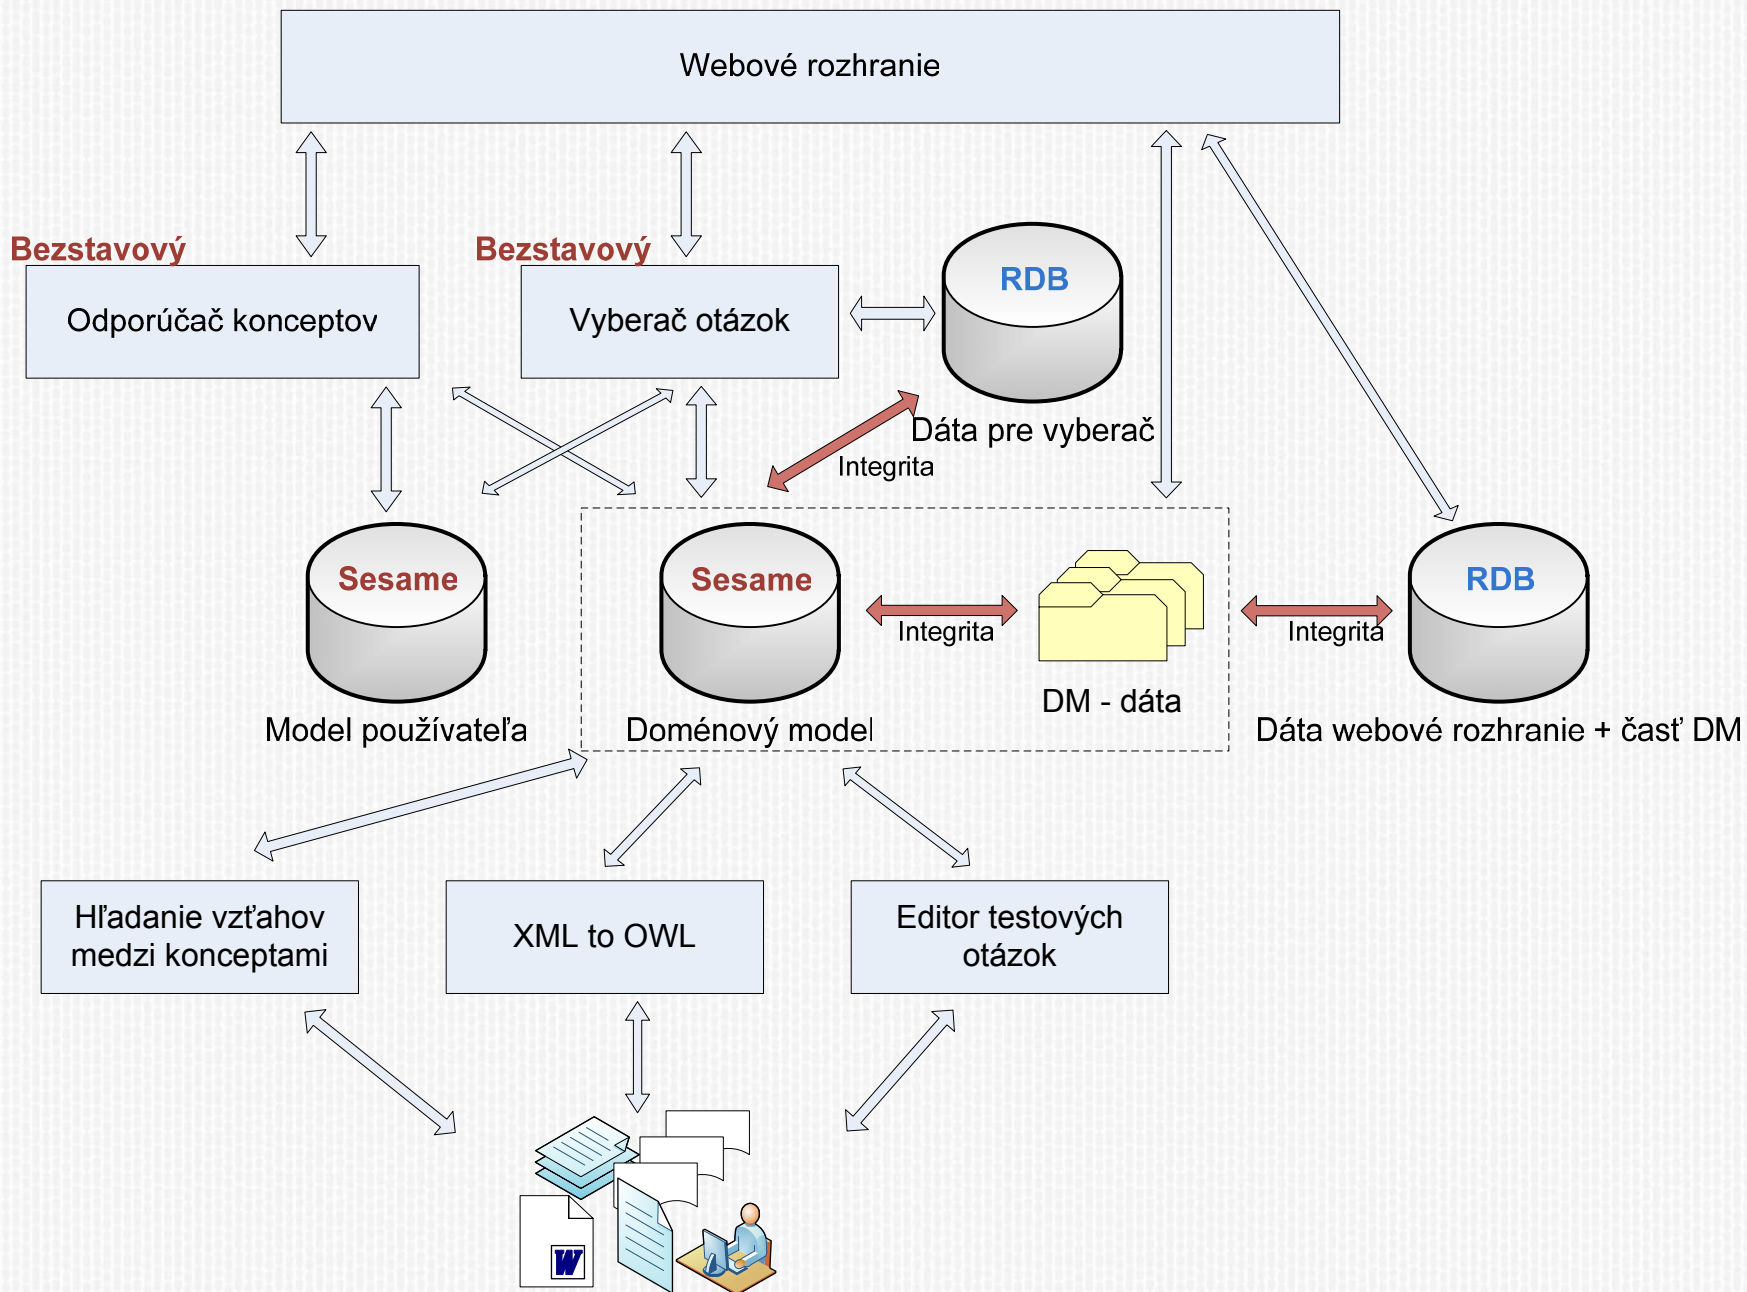 Webové rozhranie
Bezstavový
Bezstavový
Odporúčač konceptov
Vyberač otázok
RDB
Dáta pre vyberač
Integrita
Sesame
Sesame
RDB
Integrita
Integrita
DM - dáta
Model používateľa
Doménový model
Dáta webové rozhranie + časť DM
Hľadanie vzťahov
medzi konceptami
XML to OWL
Editor testových
otázok
W